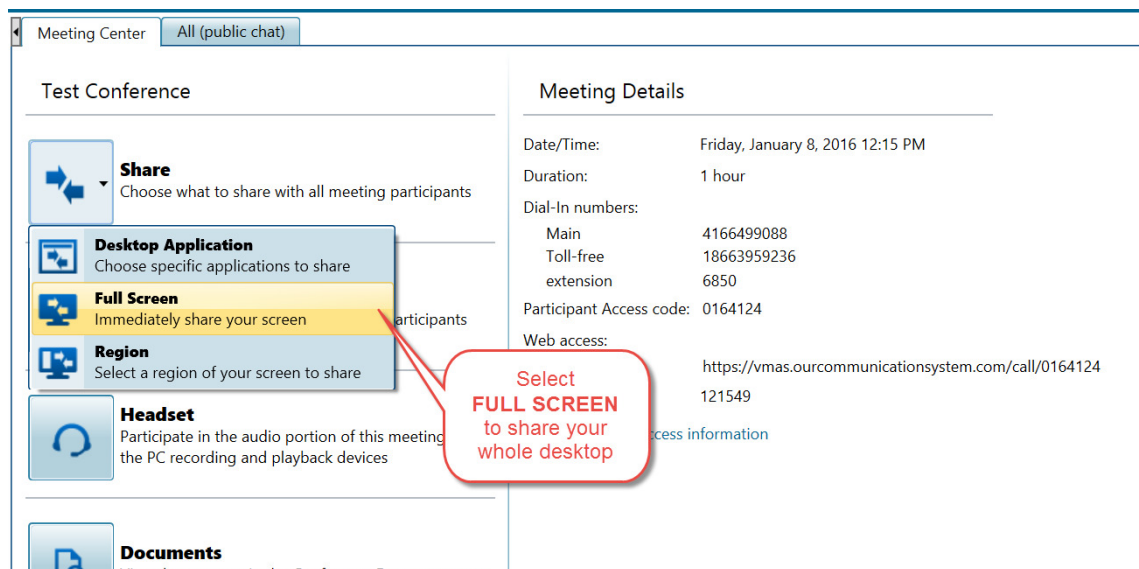 Meeting Center
All (public chat)
Test Conference
Share
Choose what to share with all meeting participants
Desktop Application
Choose specific applications to share
Full Screen
Immediately share your screen
articipants
Region
Select a region of your screen to share
Headset
Participate in the audio portion of this meeting
the PC recording and playback devices
Documents
Select
FULL SCREEN
to share your
whole desktop
Meeting Details
Date/Time: Friday, January 8, 2016 12:15 PM
Duration: 1 hour
Dial-In numbers:
Main 4166499088
Toll-free 18663959236
extension 6850
Participant Access code: 0164124
Web access:
https://vmas.ourcommunicationsystem.com/call/0164124
121549
ccess information